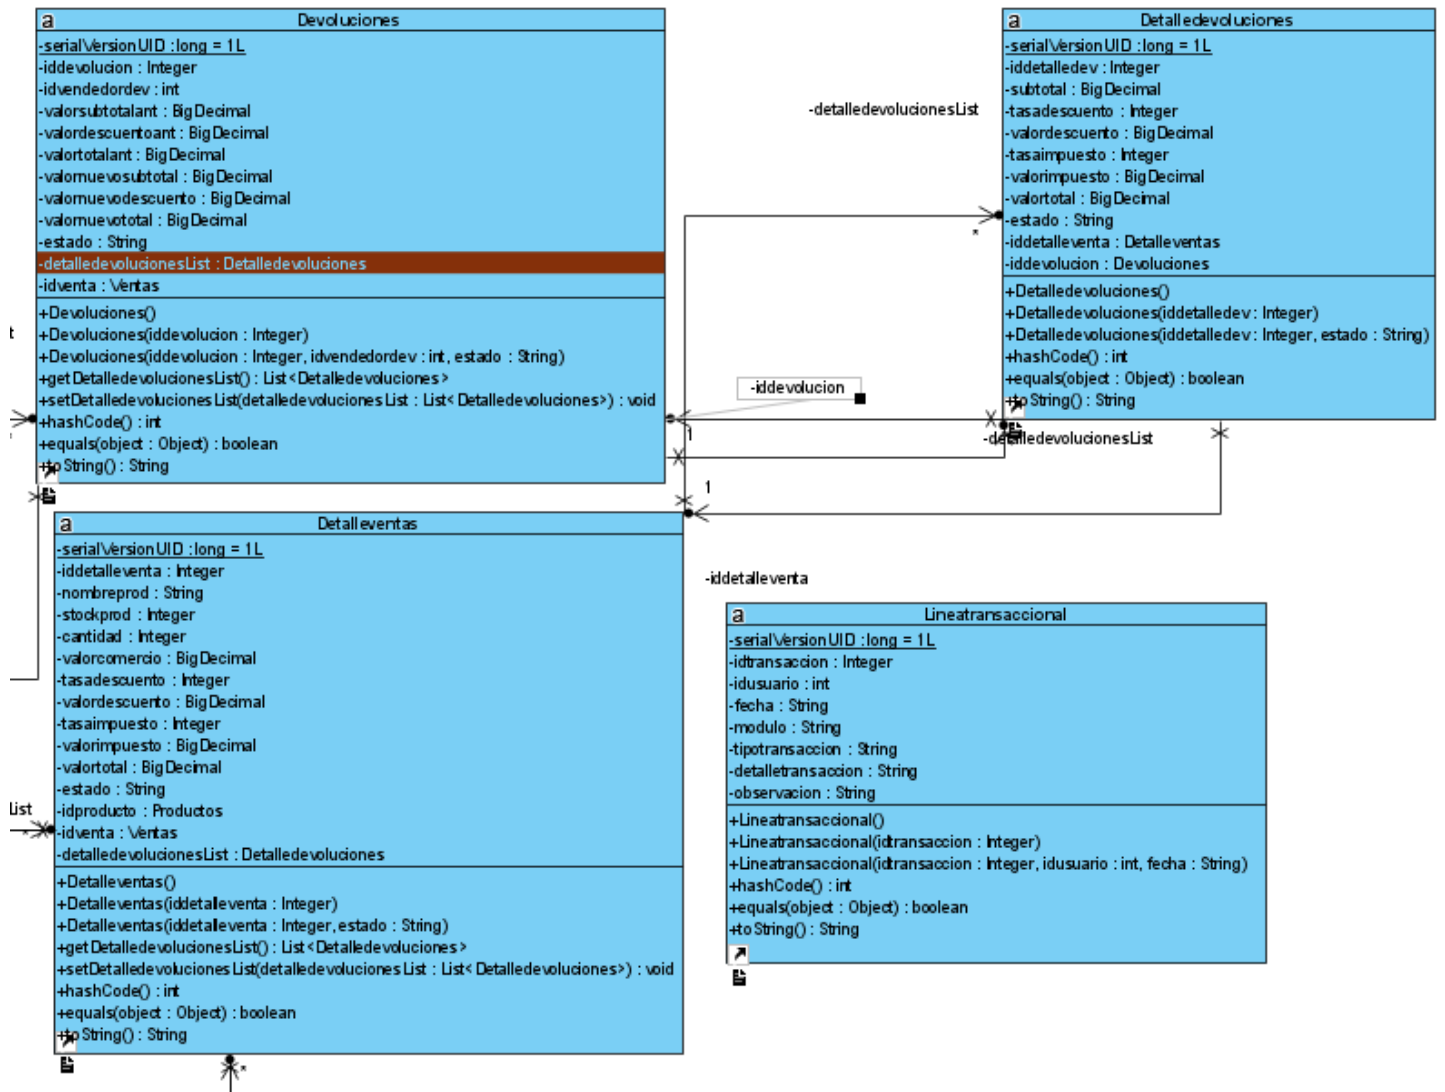 a Devoluciones
-serialVersionUID : long = 1L
-iddevolucion : Integer
-idvendedordev : int
-valorsubtotalant : BigDecimal
-valordescuentoant : BigDecimal
-valortotalant : BigDecimal
-valornuevosubtotal : BigDecimal
-valornuevodescuento : BigDecimal
-valornuevototal : BigDecimal
-estado : String
-detalledevolucionesList : Detalledevoluciones
-idventa : Ventas
+Devoluciones()
+Devoluciones(iddevolucion : Integer)
+Devoluciones(iddevolucion : Integer, idvendedordev : int, estado : String)
+getDetalledevolucionesList() : List<Detalledevoluciones>
+setDetalledevolucionesList(detalledevolucionesList : List<Detalledevoluciones>) : void
+hashCode() : int
+equals(object : Object) : boolean
+toString() : String
t
*
-detalledevolucionesList
*
-iddevolucion
1
-detalledevolucionesList
1
-iddetalleventa
a Detalledevoluciones
-serialVersionUID : long = 1L
-iddetalledev : Integer
-subtotal : BigDecimal
-tasadescuento : Integer
-valordescuento : BigDecimal
-tasaimpuesto : Integer
-valorimpuesto : BigDecimal
-valortotal : BigDecimal
-estado : String
-iddetalleventa : Detalleventas
-iddevolucion : Devoluciones
+Detalledevoluciones()
+Detalledevoluciones(iddetalledev : Integer)
+Detalledevoluciones(iddetalledev : Integer, estado : String)
+hashCode() : int
+equals(object : Object) : boolean
+toString() : String
a Detalleventas
-serialVersionUID : long = 1L
-iddetalleventa : Integer
-nombreprod : String
-stockprod : Integer
-cantidad : Integer
-valorcomercio : BigDecimal
-tasadescuento : Integer
-valordescuento : BigDecimal
-tasaimpuesto : Integer
-valorimpuesto : BigDecimal
-valortotal : BigDecimal
-estado : String
-idproducto : Productos
-idventa : Ventas
-detalledevolucionesList : Detalledevoluciones
+Detalleventas()
+Detalleventas(iddetalleventa : Integer)
+Detalleventas(iddetalleventa : Integer, estado : String)
+getDetalledevolucionesList() : List<Detalledevoluciones>
+setDetalledevolucionesList(detalledevolucionesList : List<Detalledevoluciones>) : void
+hashCode() : int
+equals(object : Object) : boolean
+toString() : String
List
*
*
a Lineatransaccional
-serialVersionUID : long = 1L
-idtransaccion : Integer
-idusuario : int
-fecha : String
-modulo : String
-tipotransaccion : String
-detalletransaccion : String
-observacion : String
+Lineatransaccional()
+Lineatransaccional(idtransaccion : Integer)
+Lineatransaccional(idtransaccion : Integer, idusuario : int, fecha : String)
+hashCode() : int
+equals(object : Object) : boolean
+toString() : String